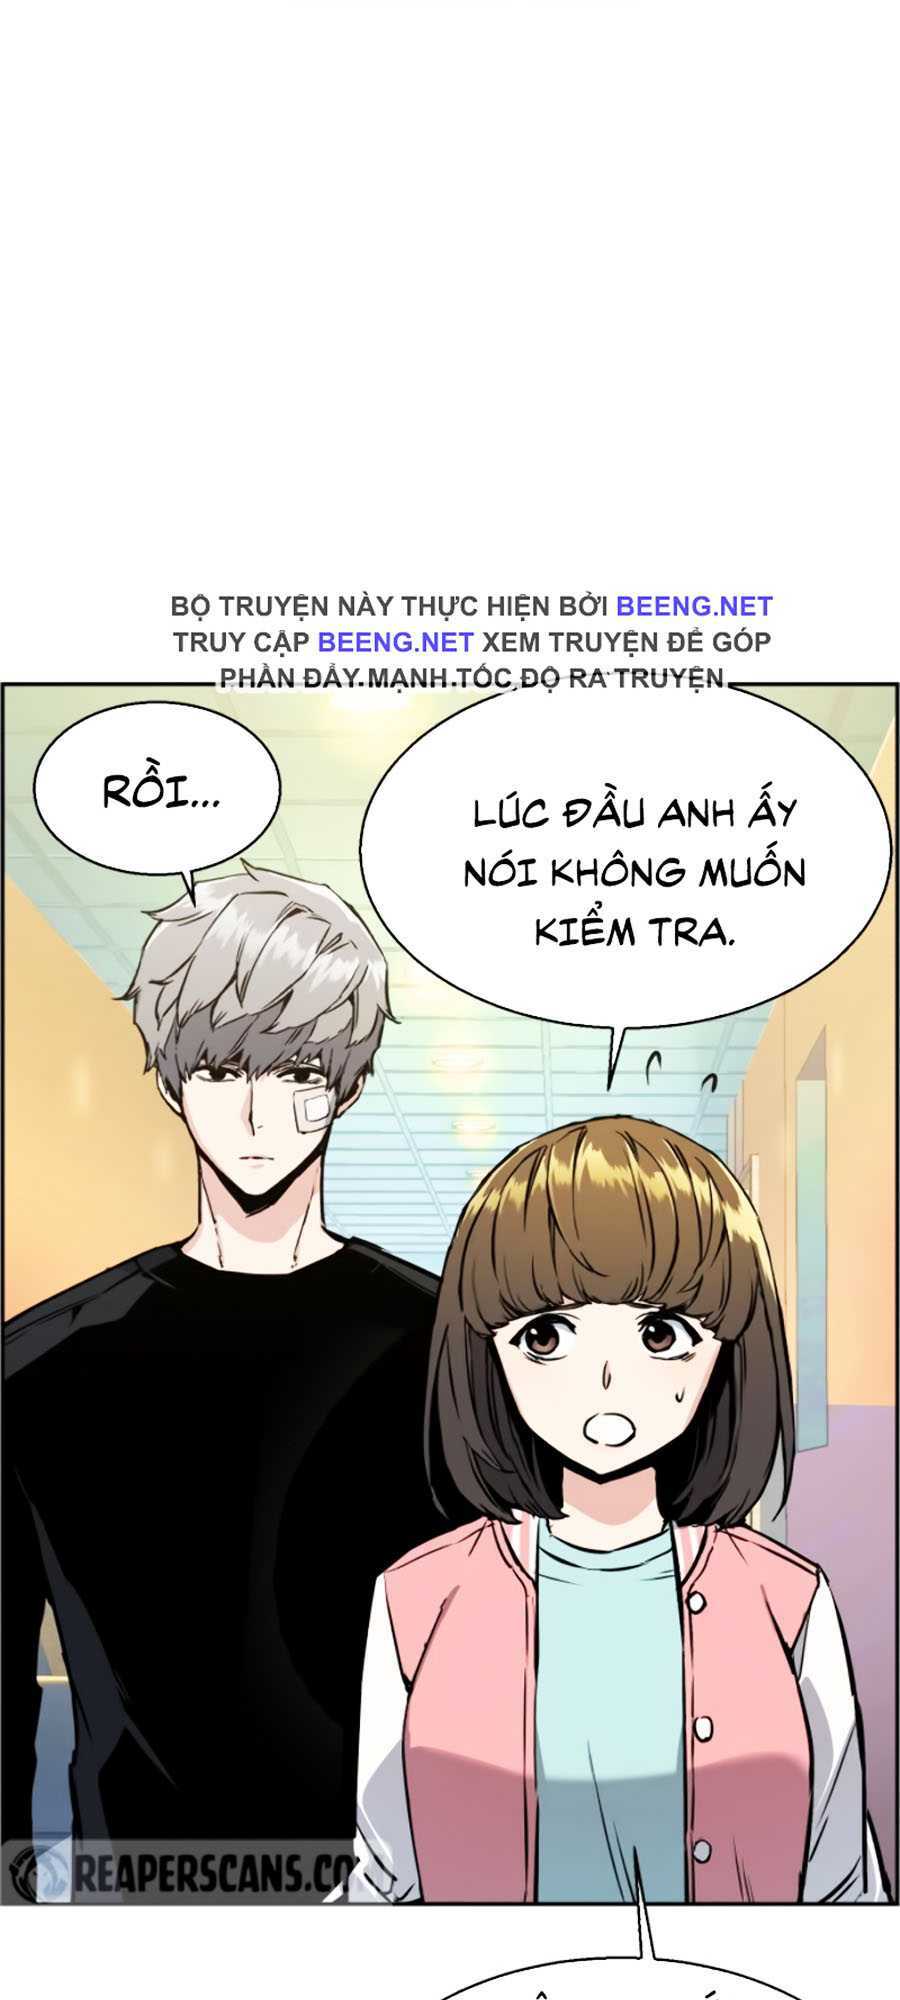 BỘ TRUYỆN NÀY THỰC HIỆN BỞI BEENG.NET
TRUY CẬP BEENG.NET XEM TRUYỆN ĐỂ GÓP
PHẦN ĐẨY MẠNH TỐC ĐỘ RA TRUYỆN
RỒI...
LÚC ĐẦU ANH ẤY
NÓI KHÔNG MUỐN
KIỂM TRA.
REAPERSCANS.CO